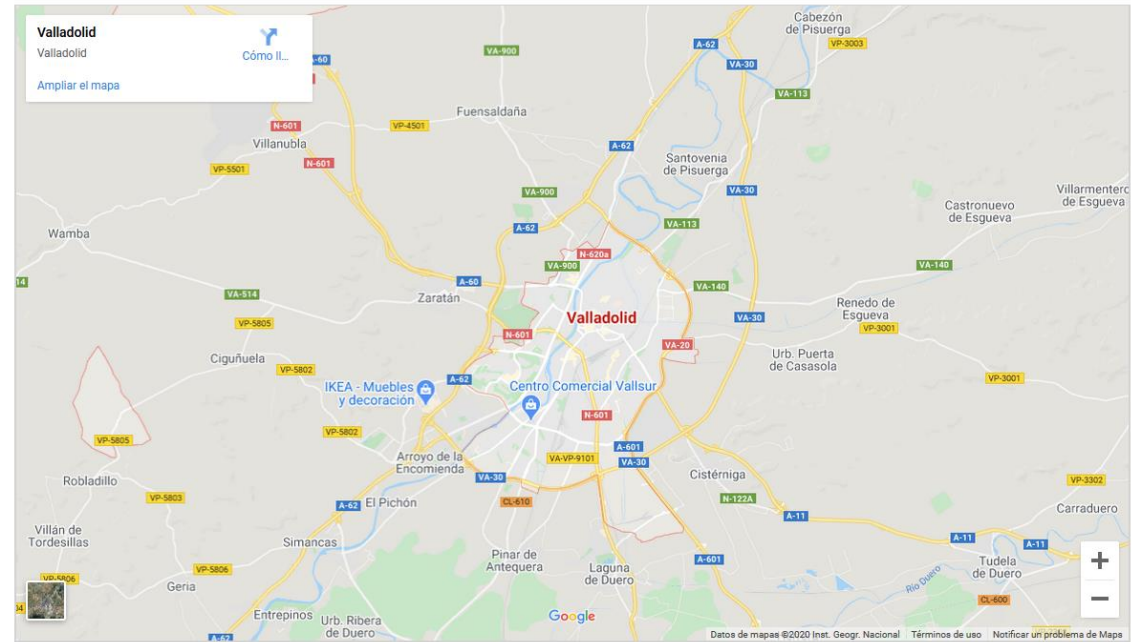 Valladolid
Valladolid
Cómo ll...
Ampliar el mapa
Cabezón
de Pisuerga
VP-3003
A-62
VA-900
-60
VA-30
VA-113
Fuensaldaña
N-601
VP-4501
Villanubla
A-62
N-601
VP-5501
Santovenia
de Pisuerga
VA-900
VA-30
Villarmentero
de Esgueva
Castronuevo
de Esgueva
Wamba
A-62
VA-113
N-620a
VA-900
VA-140
14
A-60
VA-140
VA-514
Zaratán
Renedo de
Esgueva
VP-3001
Valladolid
VA-30
VP-5805
N-601
VA-20
Ciguñuela
VP-5802
Urb. Puerta
de Casasola
A-62
VP-3001
IKEA - Muebles
y decoración
Centro Comercial Vallsur
N-601
VP-5802
VP-5805
A-601
Arroyo de la
Encomienda
VA-VP-9101
VA-30
Robladillo
VA-30
Cistérniga
VP-3302
VP-5803
A-62
El Pichón
CL-610
N-122A
Carraduero
A-11
Villán de
Tordesillas
Simancas
A-11
A-11
Pinar de
Antequera
A-601
Laguna
de Duero
Tudela
de Duero
VP-5806
VP-5806
Geria
Río Duero
CL-600
Entrepinos
Urb. Ribera
de Duero
Google
A-62
Datos de mapas ©2020 Inst. Geogr. Nacional
Términos de uso
Notificar un problema de Maps